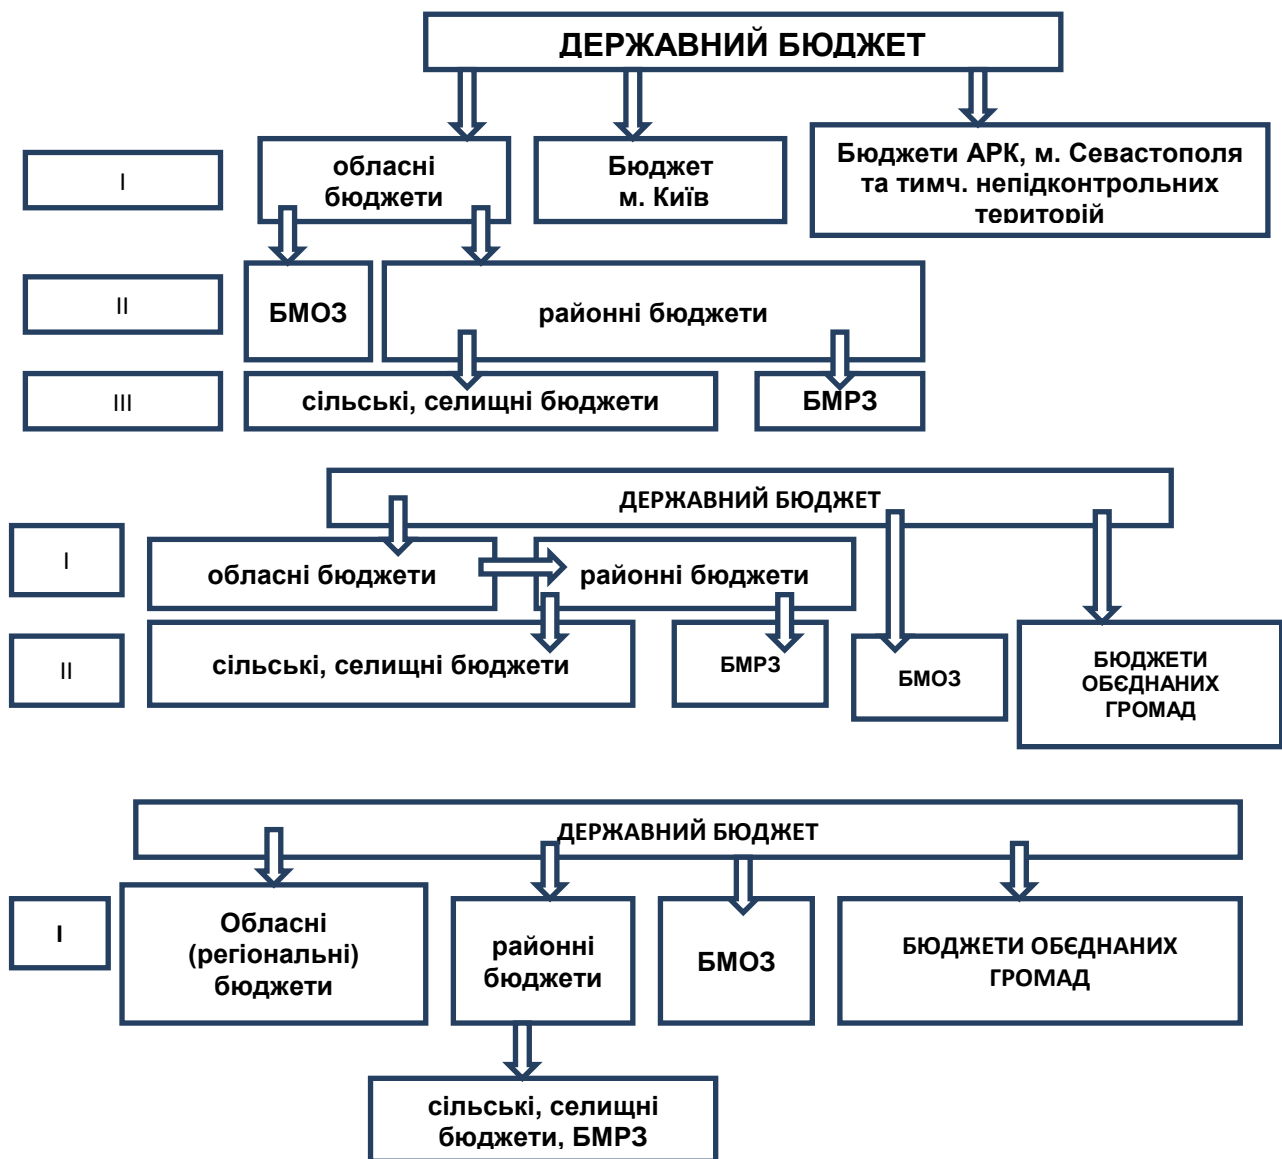 ДЕРЖАВНИЙ БЮДЖЕТ
I
обласні
бюджети
Бюджет
м. Київ
Бюджети АРК, м. Севастополя
та тимч. непідконтрольних
територій
II
БМОЗ
районні бюджети
III
сільські, селищні бюджети
БМРЗ
ДЕРЖАВНИЙ БЮДЖЕТ
I
обласні бюджети
районні бюджети
II
сільські, селищні бюджети
БМРЗ
БМОЗ
БЮДЖЕТИ
ОБЄДНАНИХ
ГРОМАД
ДЕРЖАВНИЙ БЮДЖЕТ
I
Обласні
(регіональні)
бюджети
районні
бюджети
БМОЗ
БЮДЖЕТИ ОБЄДНАНИХ
ГРОМАД
сільські, селищні
бюджети, БМРЗ